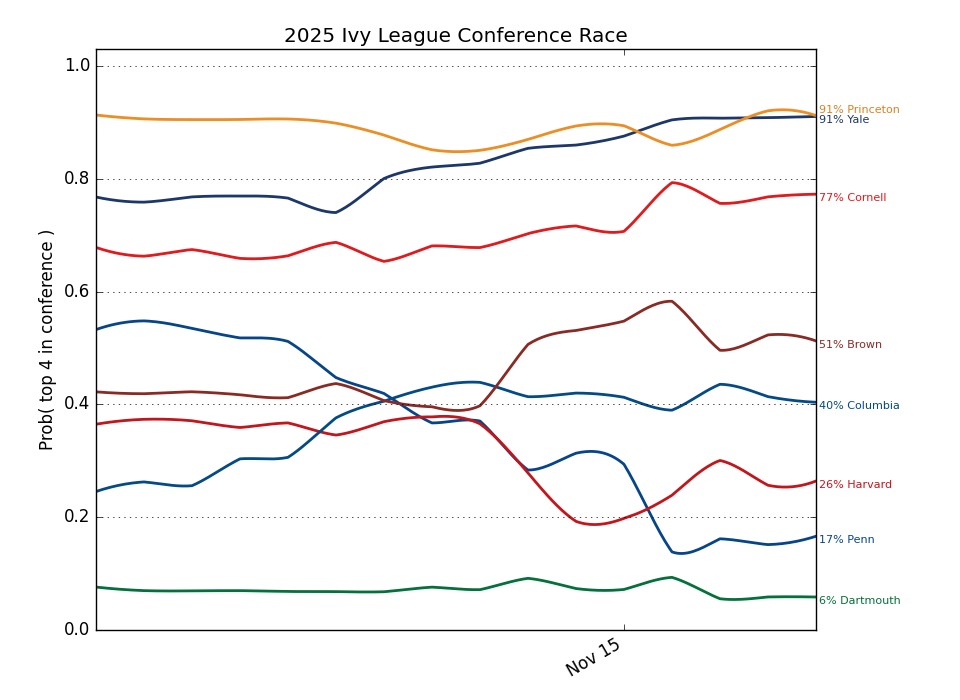 2025 Ivy League Conference Race
Prob( top 4 in conference )
1.0
0.8
0.6
0.4
0.2
0.0
Nov 15
91% Princeton
91% Yale
77% Cornell
51% Brown
40% Columbia
26% Harvard
17% Penn
6% Dartmouth